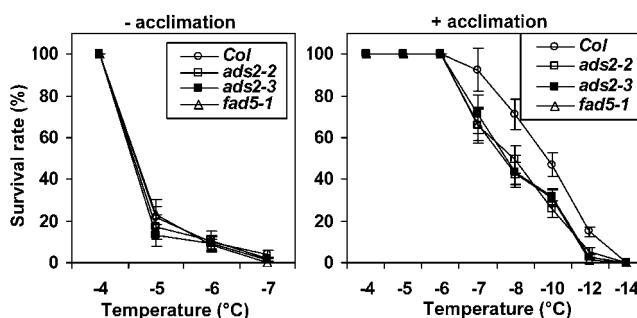 - acclimation
+ acclimation
Survival rate (%)
100
80
60
40
20
0
Col
ads2-2
ads2-3
fad5-1
-4 -5 -6 -7
Temperature (°C)
100
80
60
40
20
0
Col
ads2-2
ads2-3
fad5-1
-4 -5 -6 -7 -8 -10 -12 -14
Temperature (°C)